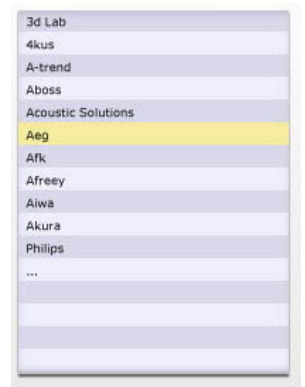 3d Lab
4kus
A-trend
Aboss
Acoustic Solutions
Aeg
Afk
Afreey
Aiwa
Akura
Philips
...